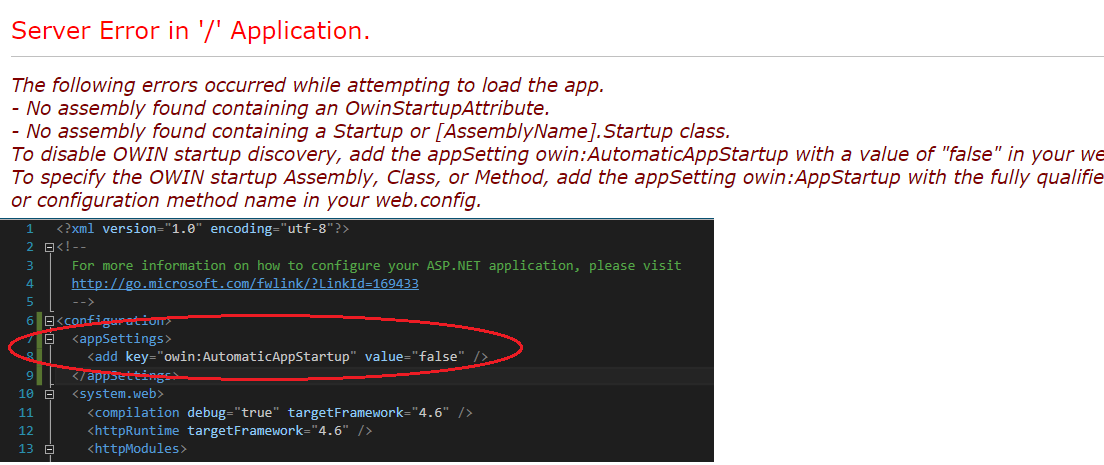 Server Error in '/' Application.
The following errors occurred while attempting to load the app.
- No assembly found containing an OwinStartupAttribute.
- No assembly found containing a Startup or [AssemblyName].Startup class.
To disable OWIN startup discovery, add the appSetting owin:AutomaticAppStartup with a value of "false" in your we
To specify the OWIN startup Assembly, Class, or Method, add the appSetting owin:AppStartup with the fully qualifie
or configuration method name in your web.config.
1 <?xml version="1.0" encoding="utf-8"?>
2 <!--
3 For more information on how to configure your ASP.NET application, please visit
4 http://go.microsoft.com/fwlink/?LinkId=169433
5 -->
6 <configuration>
7 <appSettings>
8 <add key="owin:AutomaticAppStartup" value="false" />
9 </appSettings>
10 <system.web>
11 <compilation debug="true" targetFramework="4.6" />
12 <httpRuntime targetFramework="4.6" />
13 <httpModules>